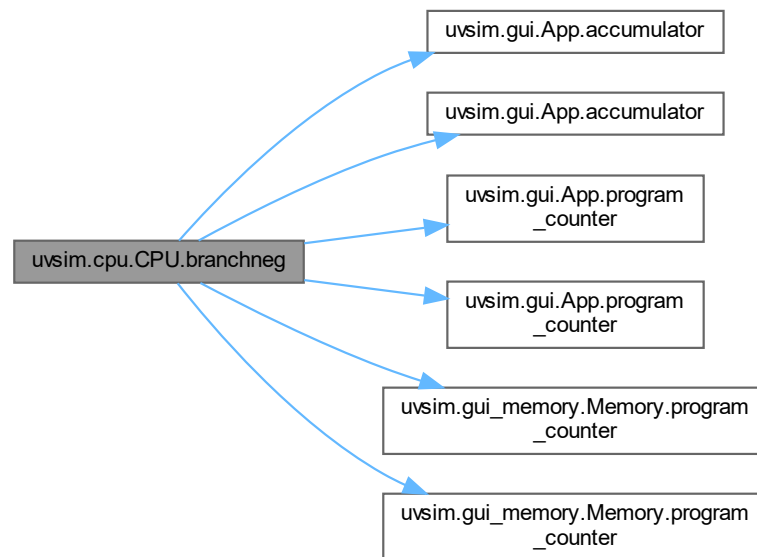 uvsim.gui.App.accumulator
uvsim.gui.App.accumulator
uvsim.gui.App.program
_counter
uvsim.cpu.CPU.branchneg
uvsim.gui.App.program
_counter
uvsim.gui_memory.Memory.program
_counter
uvsim.gui_memory.Memory.program
_counter